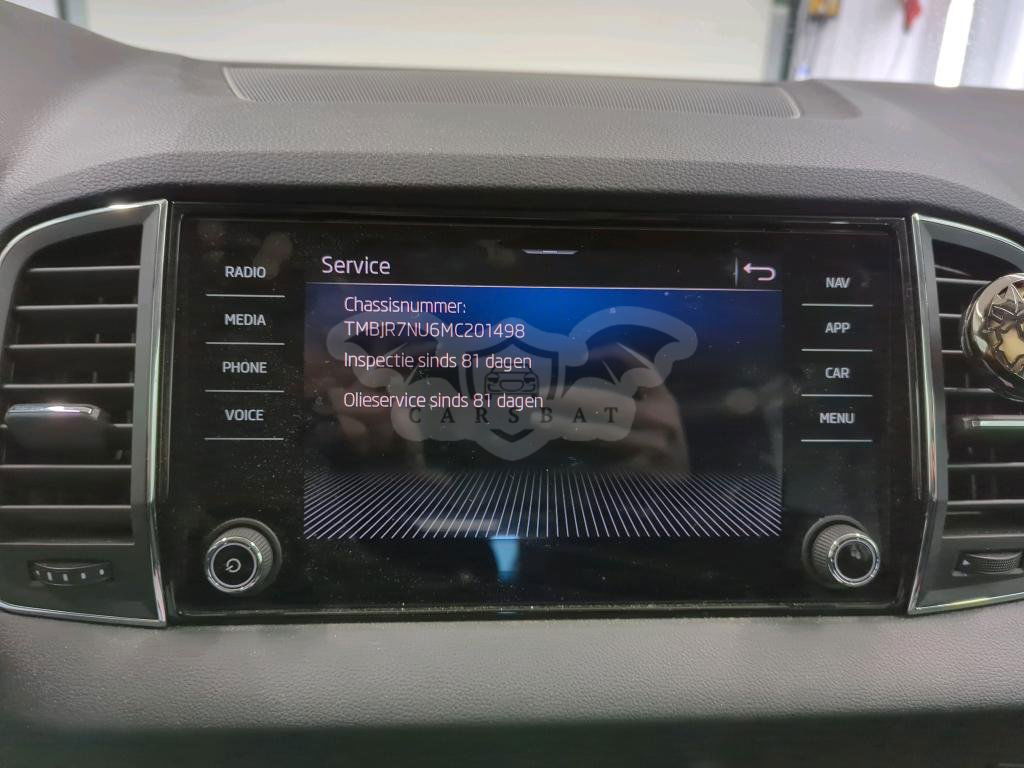 RADIO
MEDIA
PHONE
VOICE
Service
Chassisnummer:
TMBJR7NU6MC201498
Inspectie sinds 81 dagen
Olieservice sinds 81 dagen
CARSBAT
NAV
APP
CAR
MENU